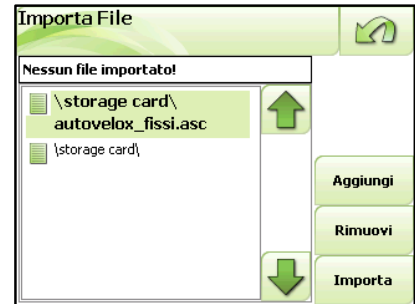 Importa File
Nessun file importato!
\storage card\
autovelox_fissi.asc
\storage card\
Aggiungi
Rimuovi
Importa